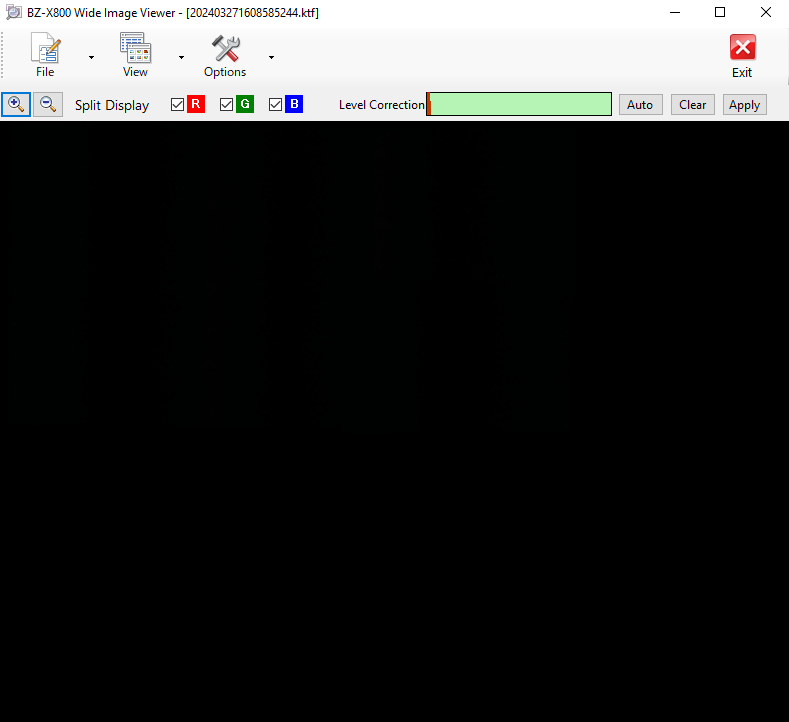 BZ-X800 Wide Image Viewer - [202403271608585244.ktf]
File View Options Exit
Split Display R G B Level Correction Auto Clear Apply